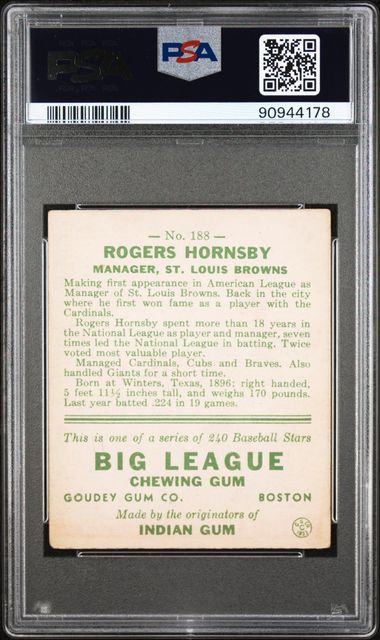 PSA
PSA
90944178
— No. 188 —
ROGERS HORNSBY
MANAGER, ST. LOUIS BROWNS
Making first appearance in American League as
Manager of St. Louis Browns. Back in the city
where he first won fame as a player with the
Cardinals.
Rogers Hornsby spent more than 18 years in
the National League as player and manager, seven
times led the National League in batting. Twice
voted most valuable player.
Managed Cardinals, Cubs and Braves. Also
handled Giants for a short time.
Born at Winters, Texas, 1896; right handed,
5 feet 11½ inches tall, and weighs 170 pounds.
Last year batted .224 in 19 games.
This is one of a series of 240 Baseball Stars
BIG LEAGUE
CHEWING GUM
GOUDEY GUM CO. BOSTON
Made by the originators of
INDIAN GUM